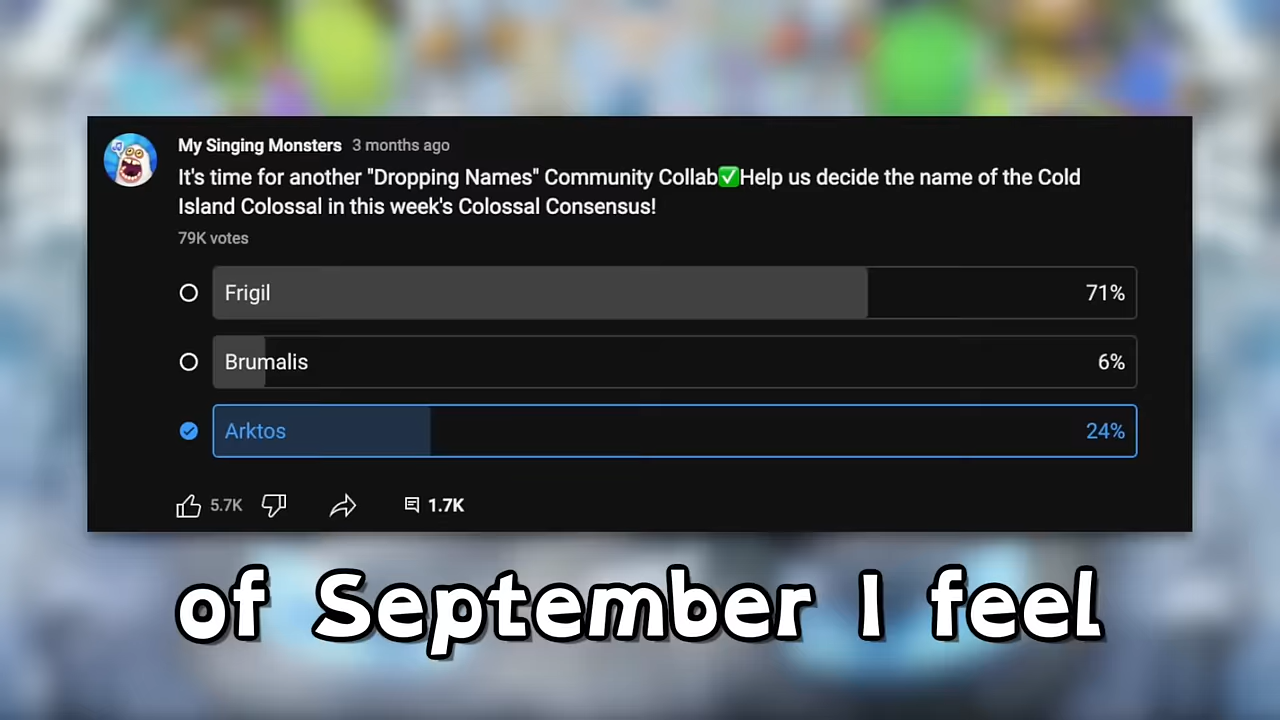 My Singing Monsters 3 months ago
It's time for another "Dropping Names" Community Collab✅Help us decide the name of the Cold
Island Colossal in this week's Colossal Consensus!
79K votes
Frigil 71%
Brumalis 6%
Arktos 24%
5.7K 1.7K
of September I feel